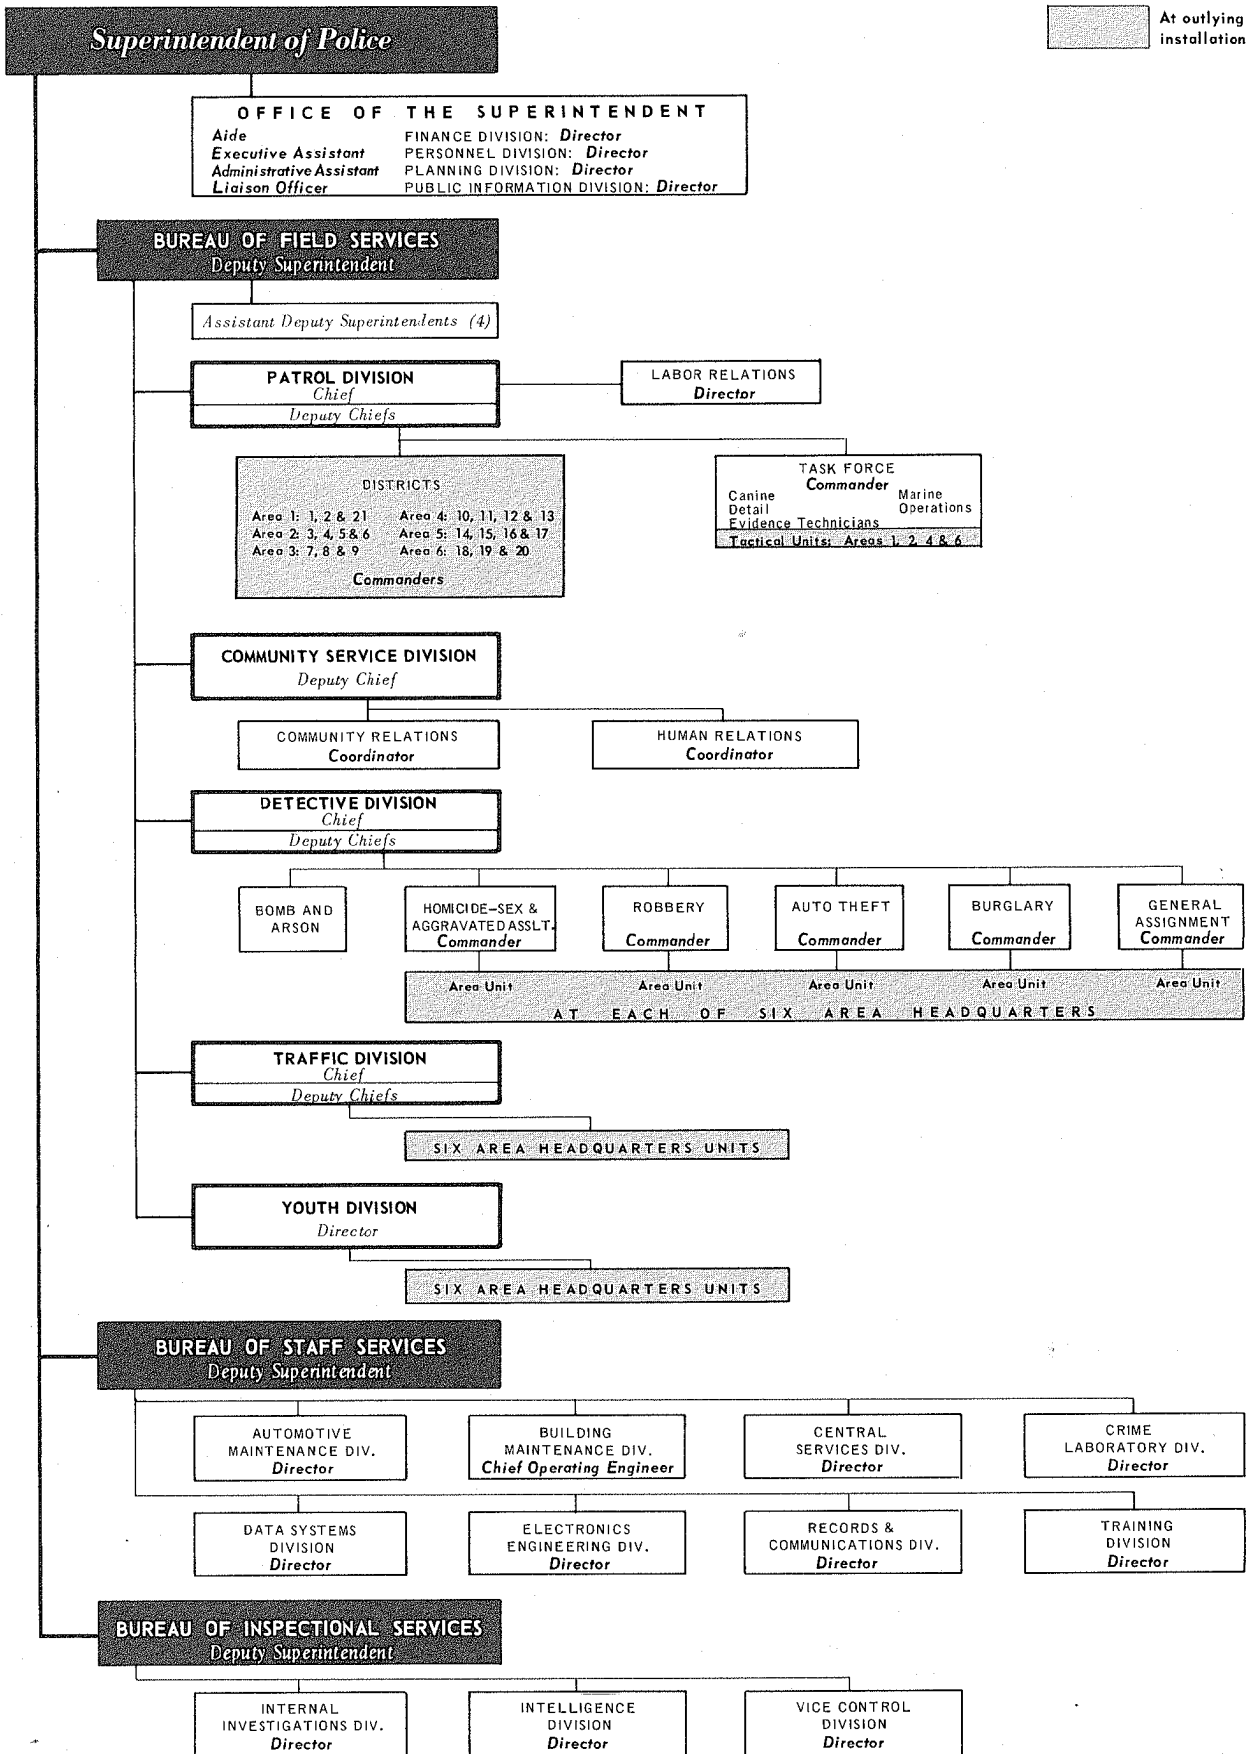 Superintendent of Police
At outlying
installation
OFFICE OF THE SUPERINTENDENT
Aide FINANCE DIVISION: Director
Executive Assistant PERSONNEL DIVISION: Director
Administrative Assistant PLANNING DIVISION: Director
Liaison Officer PUBLIC INFORMATION DIVISION: Director
BUREAU OF FIELD SERVICES
Deputy Superintendent
Assistant Deputy Superintendents (4)
PATROL DIVISION
Chief
Deputy Chiefs
LABOR RELATIONS
Director
DISTRICTS
Area 1: 1, 2 & 21 Area 4: 10, 11, 12 & 13
Area 2: 3, 4, 5 & 6 Area 5: 14, 15, 16 & 17
Area 3: 7, 8 & 9 Area 6: 18, 19 & 20
Commanders
TASK FORCE
Commander
Canine Marine
Detail Operations
Evidence Technicians
Tactical Units: Areas 1, 2, 4 & 6
COMMUNITY SERVICE DIVISION
Deputy Chief
COMMUNITY RELATIONS
Coordinator
HUMAN RELATIONS
Coordinator
DETECTIVE DIVISION
Chief
Deputy Chiefs
BOMB AND
ARSON
HOMICIDE-SEX &
AGGRAVATED ASSLT.
Commander
ROBBERY
Commander
AUTO THEFT
Commander
BURGLARY
Commander
GENERAL
ASSIGNMENT
Commander
Area Unit Area Unit Area Unit Area Unit Area Unit
AT EACH OF SIX AREA HEADQUARTERS
TRAFFIC DIVISION
Chief
Deputy Chiefs
SIX AREA HEADQUARTERS UNITS
YOUTH DIVISION
Director
SIX AREA HEADQUARTERS UNITS
BUREAU OF STAFF SERVICES
Deputy Superintendent
AUTOMOTIVE
MAINTENANCE DIV.
Director
BUILDING
MAINTENANCE DIV.
Chief Operating Engineer
CENTRAL
SERVICES DIV.
Director
CRIME
LABORATORY DIV.
Director
DATA SYSTEMS
DIVISION
Director
ELECTRONICS
ENGINEERING DIV.
Director
RECORDS &
COMMUNICATIONS DIV.
Director
TRAINING
DIVISION
Director
BUREAU OF INSPECTIONAL SERVICES
Deputy Superintendent
INTERNAL
INVESTIGATIONS DIV.
Director
INTELLIGENCE
DIVISION
Director
VICE CONTROL
DIVISION
Director